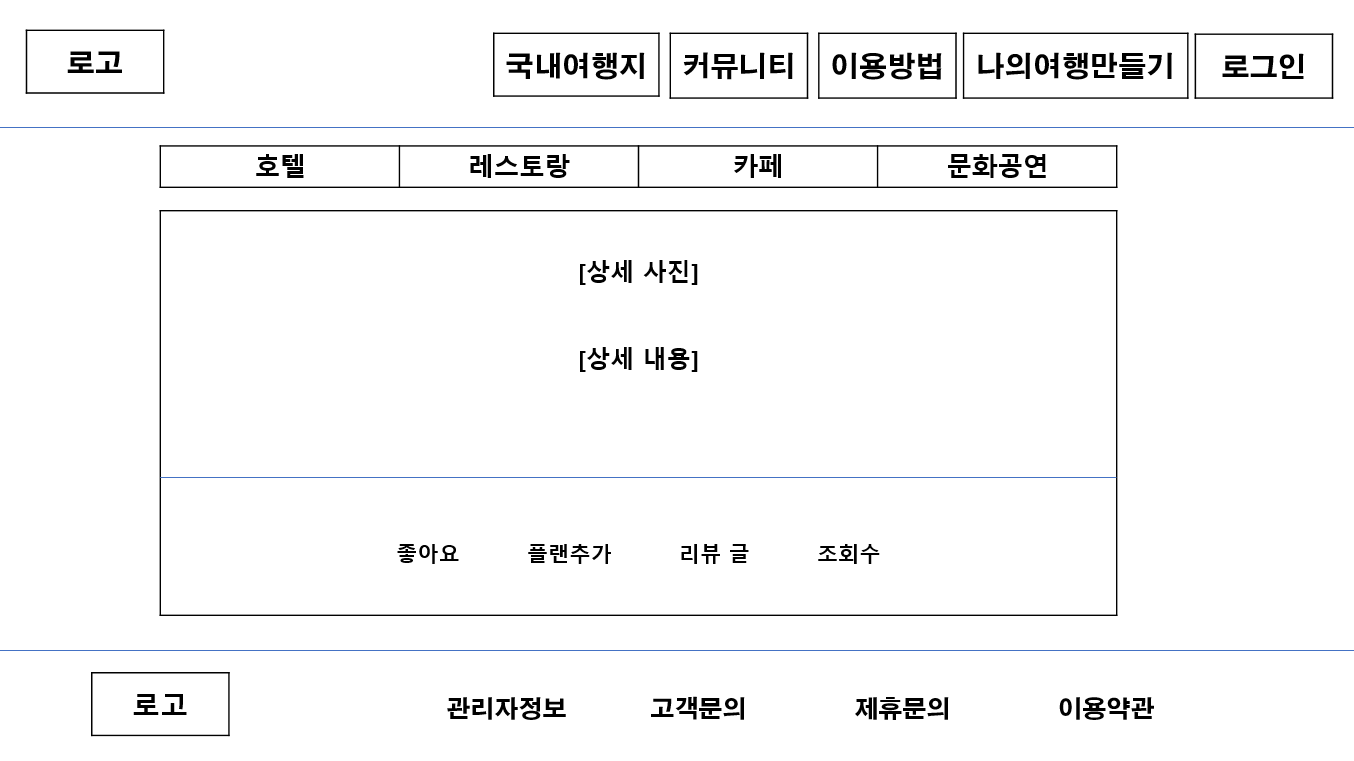 로고
국내여행지 커뮤니티 이용방법 나의여행만들기 로그인
호텔 레스토랑 카페 문화공연
[상세 사진]
[상세 내용]
좋아요 플랜추가 리뷰 글 조회수
로고
관리자정보 고객문의 제휴문의 이용약관